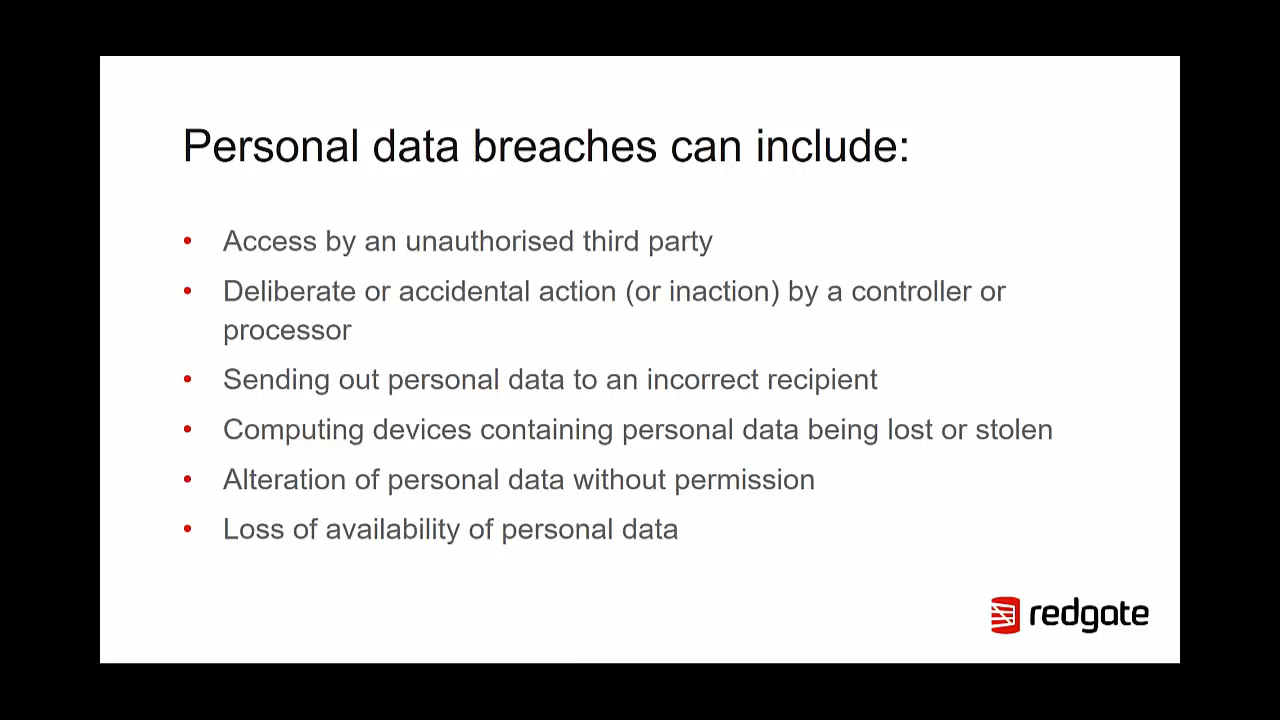 Personal data breaches can include:
• Access by an unauthorised third party
• Deliberate or accidental action (or inaction) by a controller or
processor
• Sending out personal data to an incorrect recipient
• Computing devices containing personal data being lost or stolen
• Alteration of personal data without permission
• Loss of availability of personal data
redgate